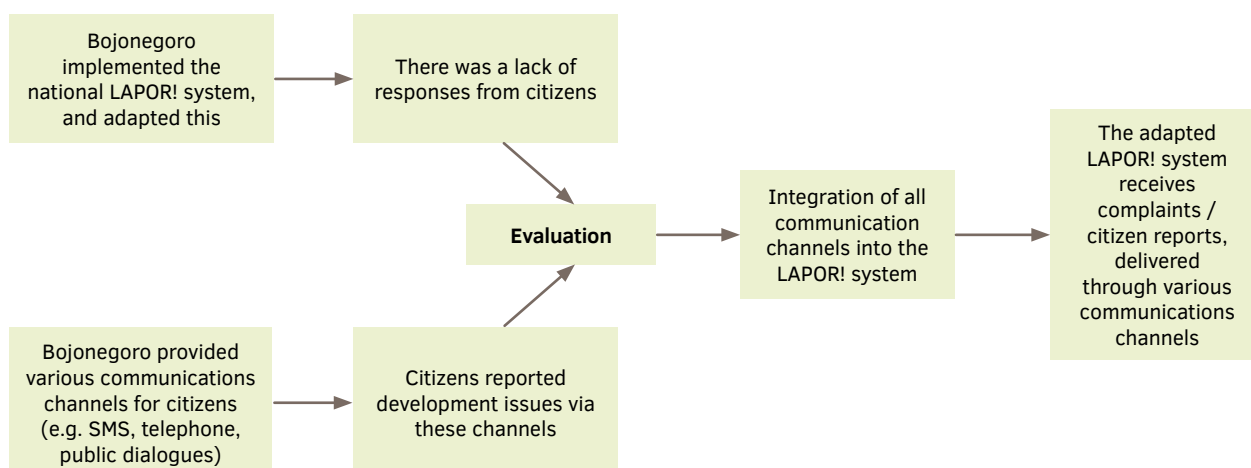 Bojonegoro
implemented the
national LAPOR! system,
and adapted this
There was a lack of
responses from citizens
Bojonegoro provided
various communications
channels for citizens
(e.g. SMS, telephone,
public dialogues)
Citizens reported
development issues via
these channels
Evaluation
Integration of all
communication
channels into the
LAPOR! system
The adapted
LAPOR! system
receives
complaints /
citizen reports,
delivered
through various
communications
channels